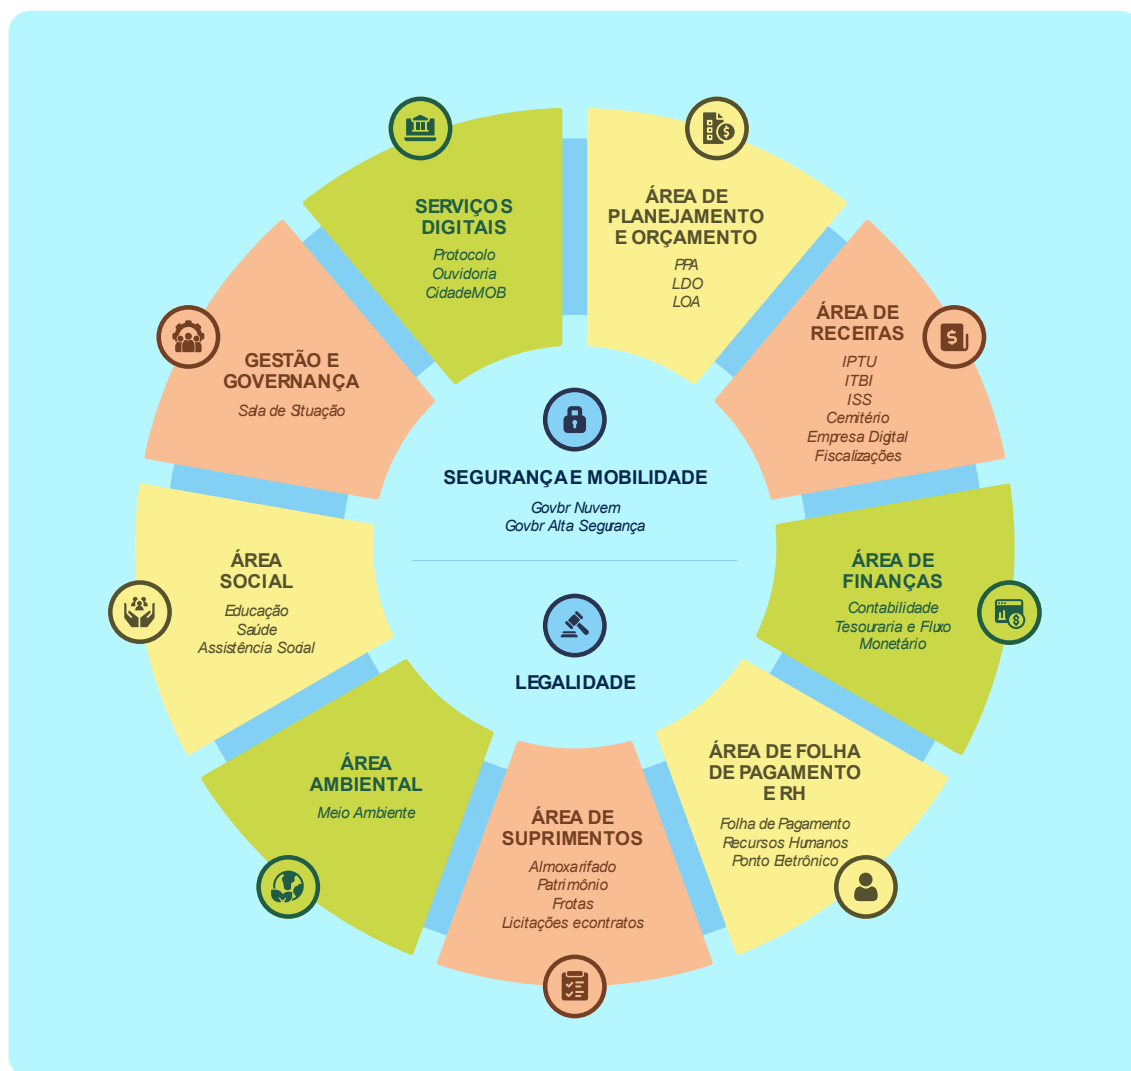 SERVIÇOS
DIGITAIS
Protocolo
Ouvidoria
CidadeMOB
ÁREA DE
PLANEJAMENTO
E ORÇAMENTO
PPA
LDO
LOA
ÁREA DE
RECEITAS
IPTU
ITBI
ISS
Cemitério
Empresa Digital
Fiscalizações
ÁREA DE
FINANÇAS
Contabilidade
Tesouraria e Fluxo
Monetário
ÁREA DE FOLHA
DE PAGAMENTO
E RH
Folha de Pagamento
Recursos Humanos
Ponto Eletrônico
ÁREA DE
SUPRIMENTOS
Almoxarifado
Patrimônio
Frotas
Licitações e contratos
ÁREA
AMBIENTAL
Meio Ambiente
ÁREA
SOCIAL
Educação
Saúde
Assistência Social
GESTÃO E
GOVERNANÇA
Sala de Situação
SEGURANÇA E MOBILIDADE
Govbr Nuvem
Govbr Alta Segurança
LEGALIDADE